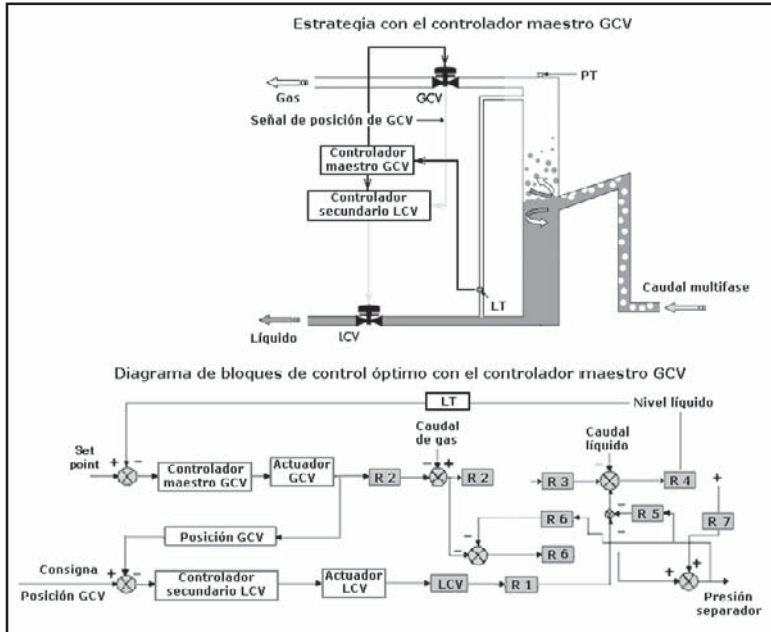 Estrategia con el controlador maestro GCV
PT
Gas
GCV
Señal de posición de GCV
Controlador
maestro GCV
Controlador
secundario LCV
LT
Caudal multifase
Líquido
LCV
Diagrama de bloques de control óptimo con el controlador maestro GCV
LT
Nivel líquido
Caudal
de gas
Caudal
líquido
Set
point
+
-
Controlador
maestro GCV
Actuador
GCV
R 2
-
+
R 2
R 3
-
R 4
+
-
R 5
R 7
R 6
Posición GCV
-
-
R 6
Consigna
Posición GCV
+
-
Controlador
secundario LCV
Actuador
LCV
LCV
R 1
+
+
Presión
separador